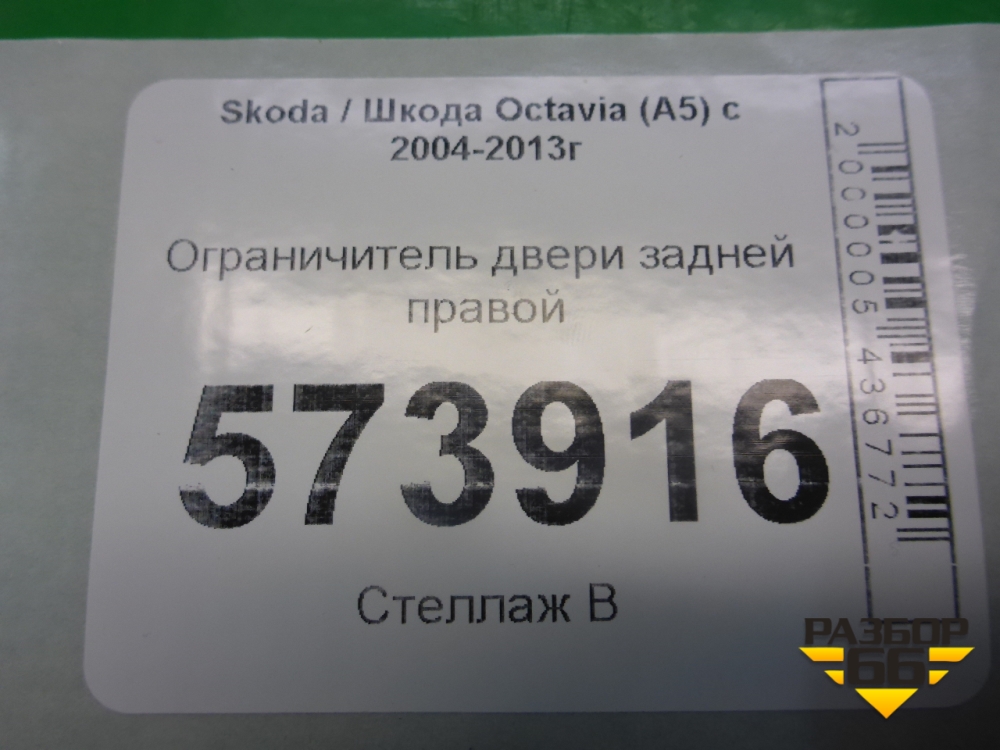 Skoda / Шкода Octavia (A5) с
2004-2013г
Ограничитель двери задней
правой
573916
Стеллаж В
2000005436772
РАЗБОР
66